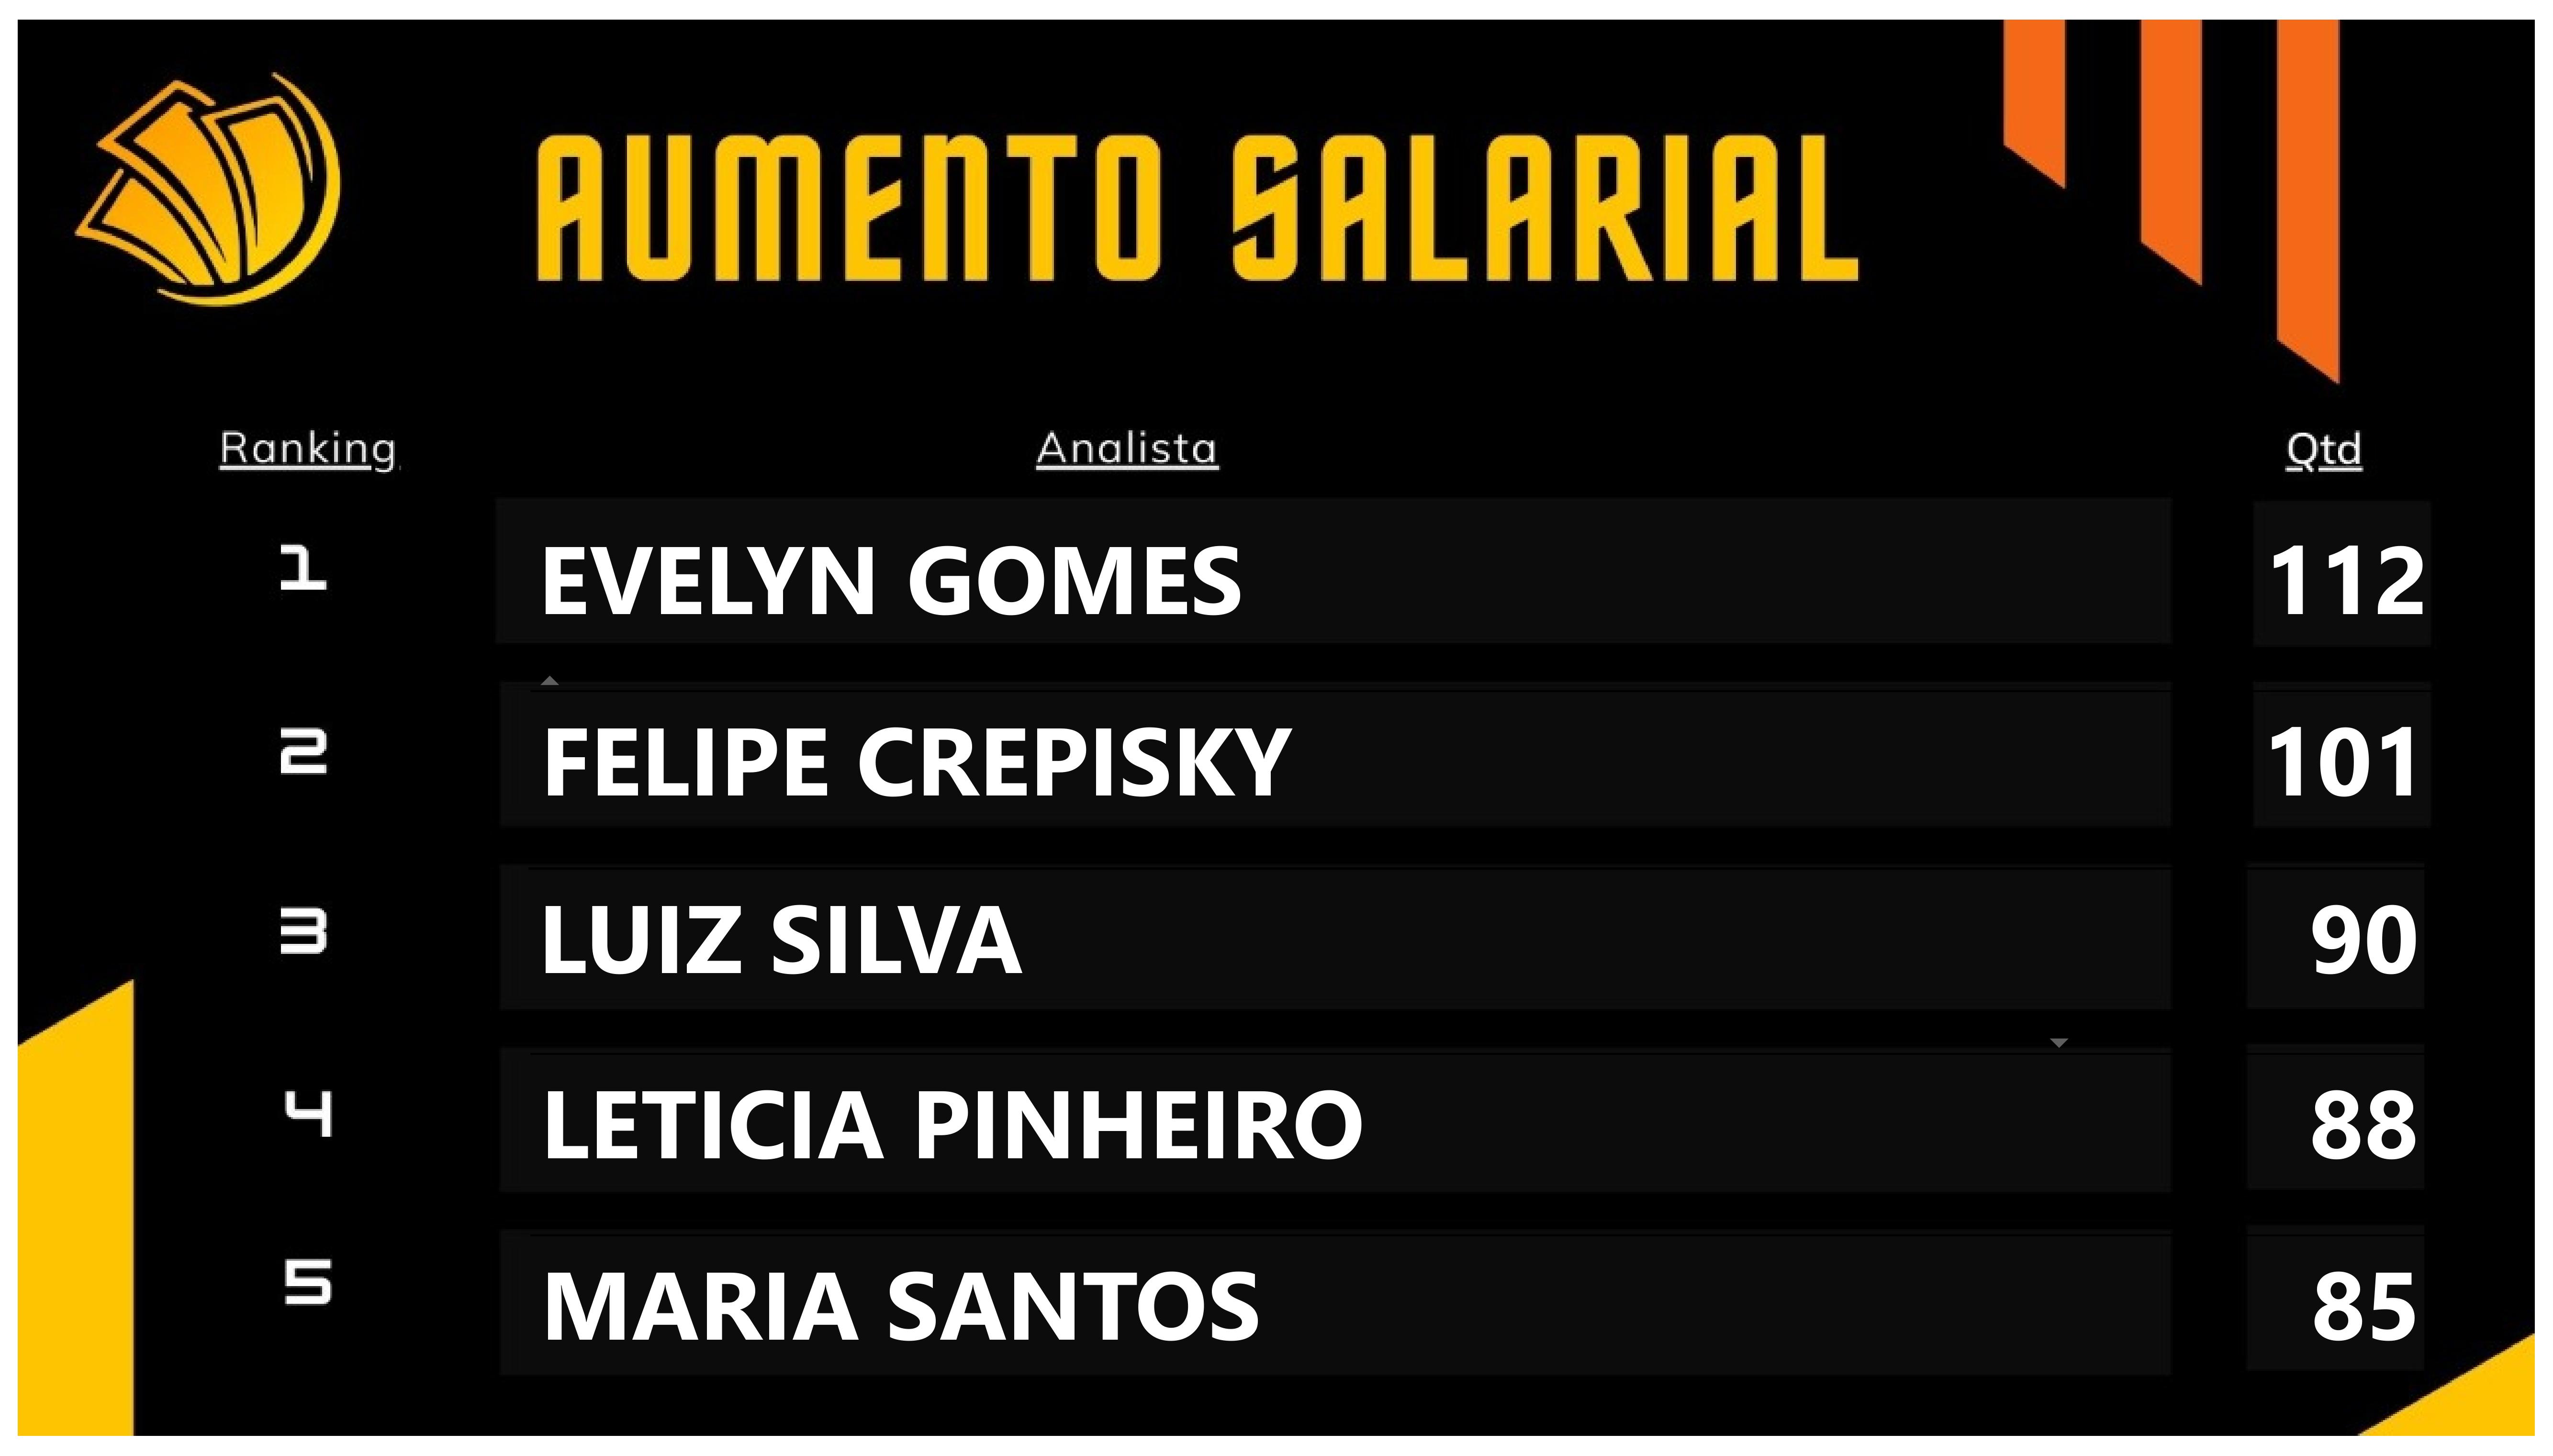 AUMENTO SALARIAL
Ranking Analista Qtd
1 EVELYN GOMES 112
2 FELIPE CREPISKY 101
3 LUIZ SILVA 90
4 LETICIA PINHEIRO 88
5 MARIA SANTOS 85